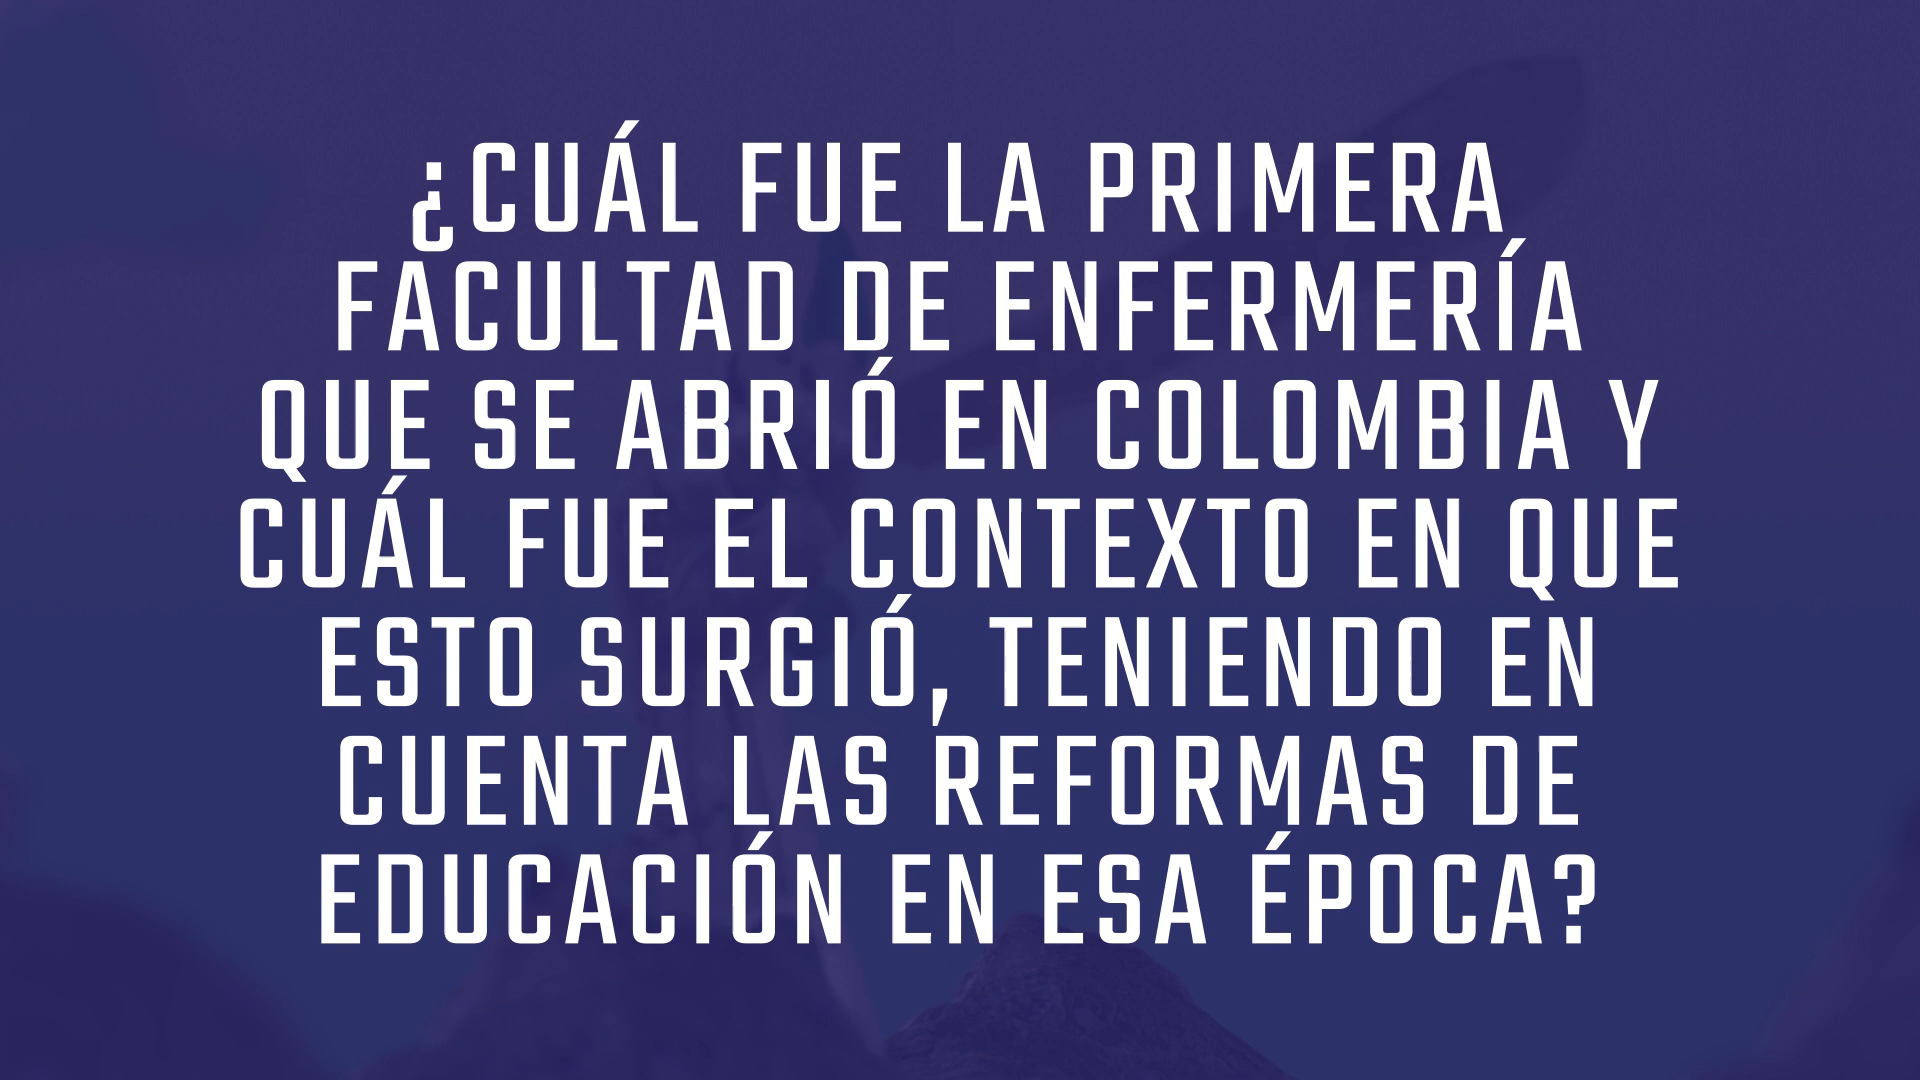 ¿CUÁL FUE LA PRIMERA
FACULTAD DE ENFERMERÍA
QUE SE ABRIÓ EN COLOMBIA Y
CUÁL FUE EL CONTEXTO EN QUE
ESTO SURGIÓ, TENIENDO EN
CUENTA LAS REFORMAS DE
EDUCACIÓN EN ESA ÉPOCA?